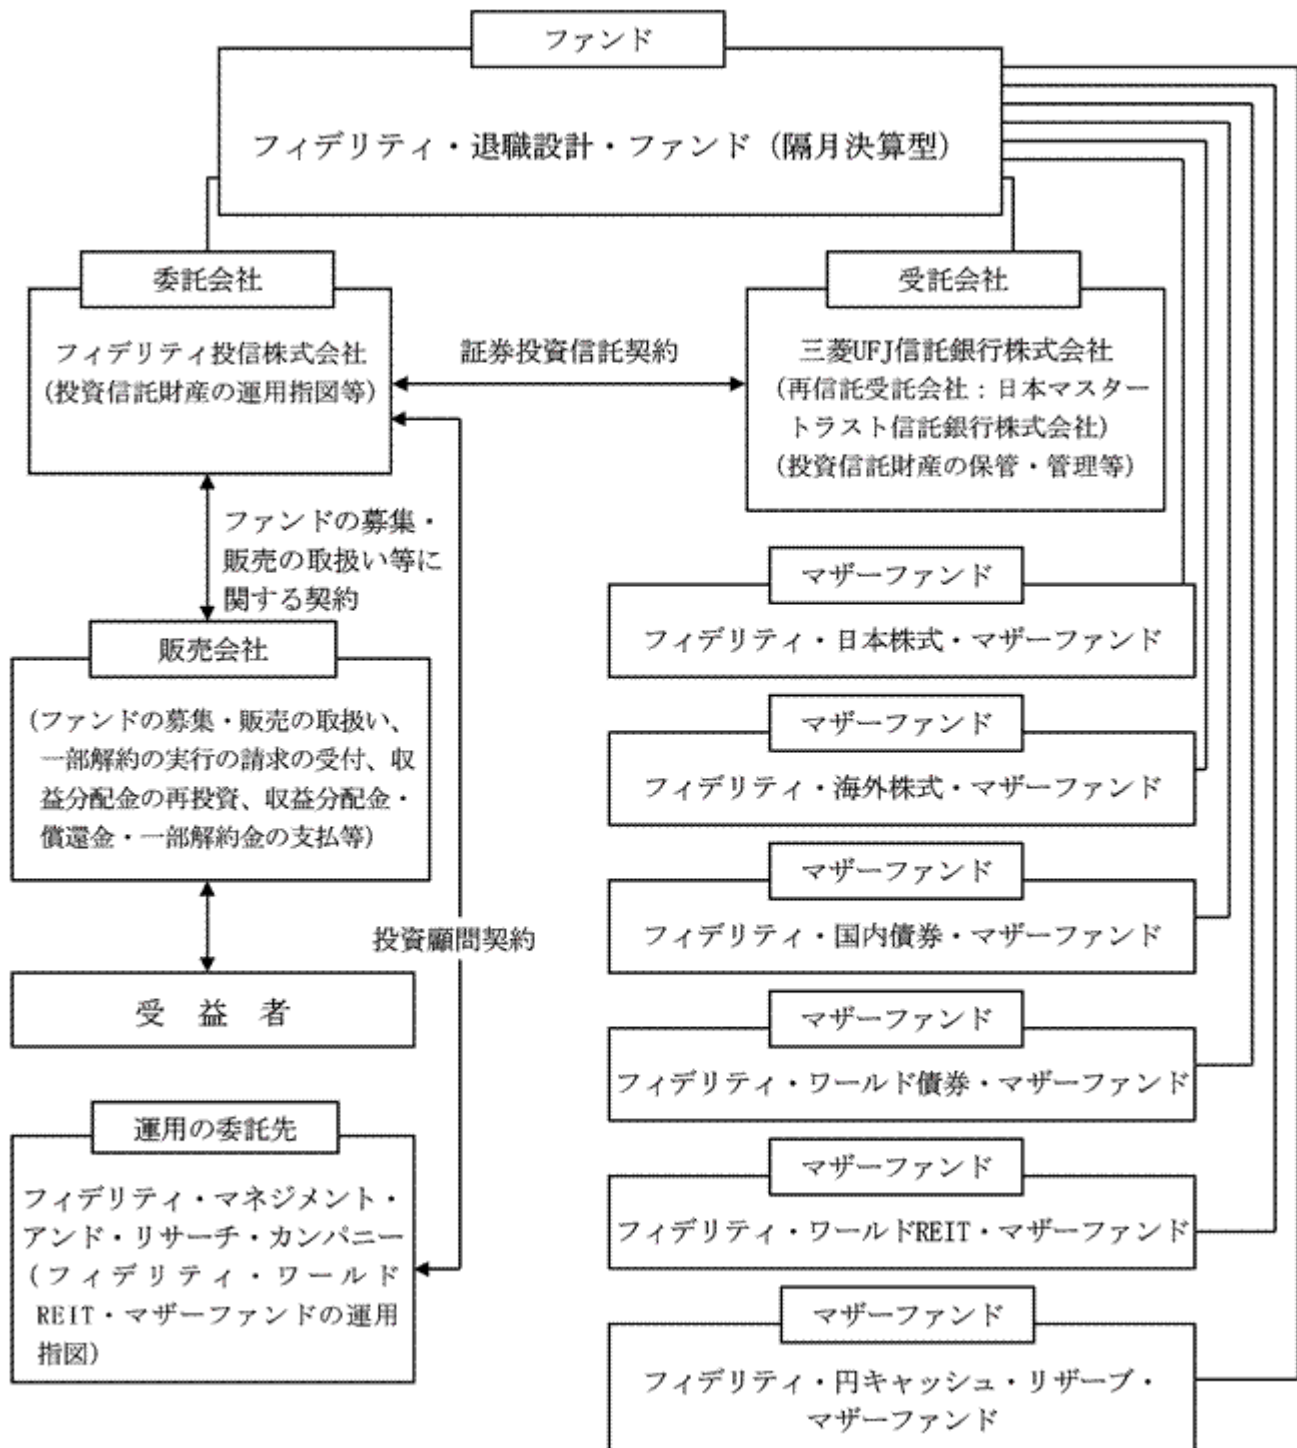 ファンド
フィデリティ・退職設計・ファンド（隔月決算型）
委託会社
フィデリティ投信株式会社
（投資信託財産の運用指図等）
証券投資信託契約
受託会社
三菱UFJ信託銀行株式会社
（再信託受託会社：日本マスター
トラスト信託銀行株式会社）
（投資信託財産の保管・管理等）
ファンドの募集・
販売の取扱い等に
関する契約
販売会社
（ファンドの募集・販売の取扱い、
一部解約の実行の請求の受付、収
益分配金の再投資、収益分配金・
償還金・一部解約金の支払等）
投資顧問契約
受　益　者
運用の委託先
フィデリティ・マネジメント・
アンド・リサーチ・カンパニー
（フィデリティ・ワールド
REIT・マザーファンドの運用
指図）
マザーファンド
フィデリティ・日本株式・マザーファンド
マザーファンド
フィデリティ・海外株式・マザーファンド
マザーファンド
フィデリティ・国内債券・マザーファンド
マザーファンド
フィデリティ・ワールド債券・マザーファンド
マザーファンド
フィデリティ・ワールドREIT・マザーファンド
マザーファンド
フィデリティ・円キャッシュ・リザーブ・
マザーファンド